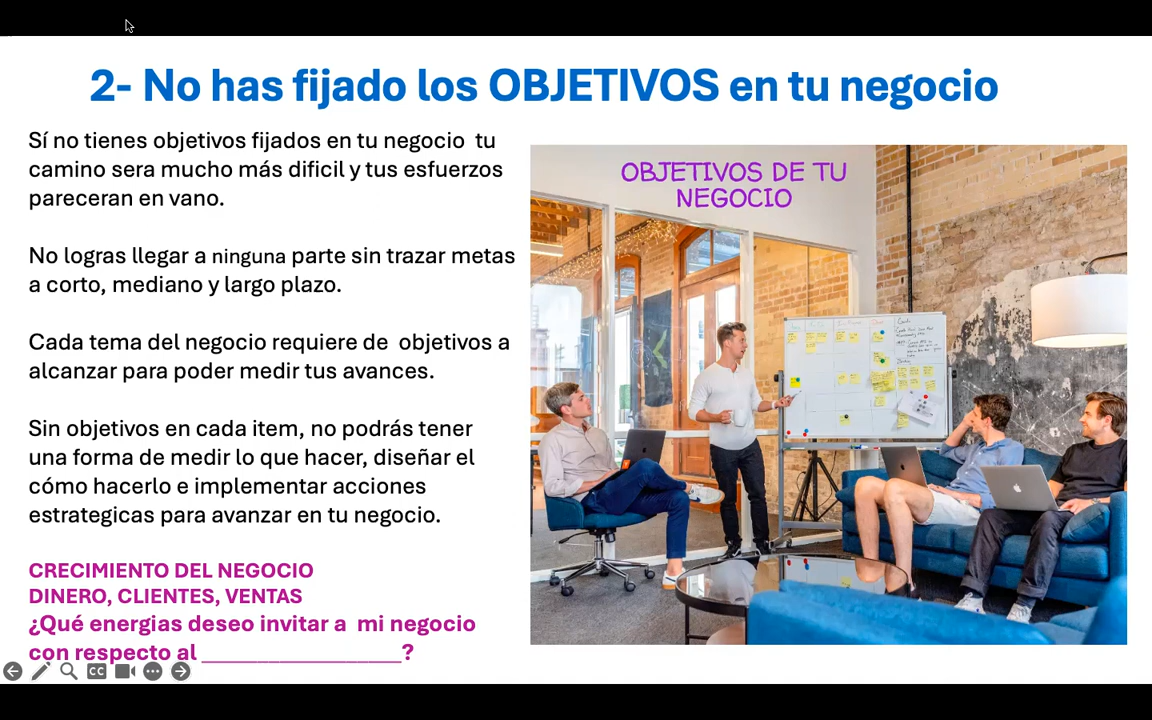 2- No has fijado los OBJETIVOS en tu negocio
Sí no tienes objetivos fijados en tu negocio tu
camino sera mucho más dificil y tus esfuerzos
pareceran en vano.
No logras llegar a ninguna parte sin trazar metas
a corto, mediano y largo plazo.
Cada tema del negocio requiere de objetivos a
alcanzar para poder medir tus avances.
Sin objetivos en cada item, no podrás tener
una forma de medir lo que hacer, diseñar el
cómo hacerlo e implementar acciones
estrategicas para avanzar en tu negocio.
CRECIMIENTO DEL NEGOCIO
DINERO, CLIENTES, VENTAS
¿Qué energias deseo invitar a mi negocio
con respecto al __________________?
OBJETIVOS DE TU
NEGOCIO
CC